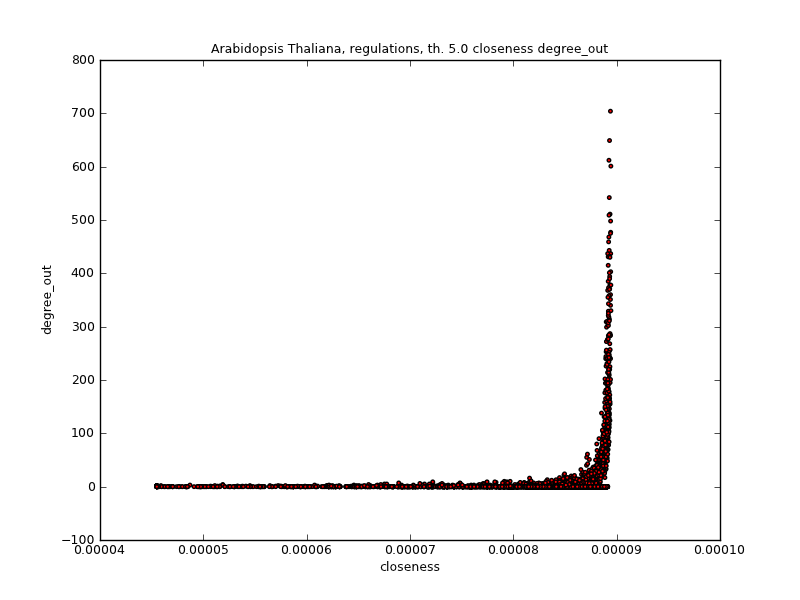 Arabidopsis Thaliana, regulations, th. 5.0 closeness degree_out
800
700
600
500
400
300
200
100
0
−100
degree_out
0.00004 0.00005 0.00006 0.00007 0.00008 0.00009 0.00010
closeness